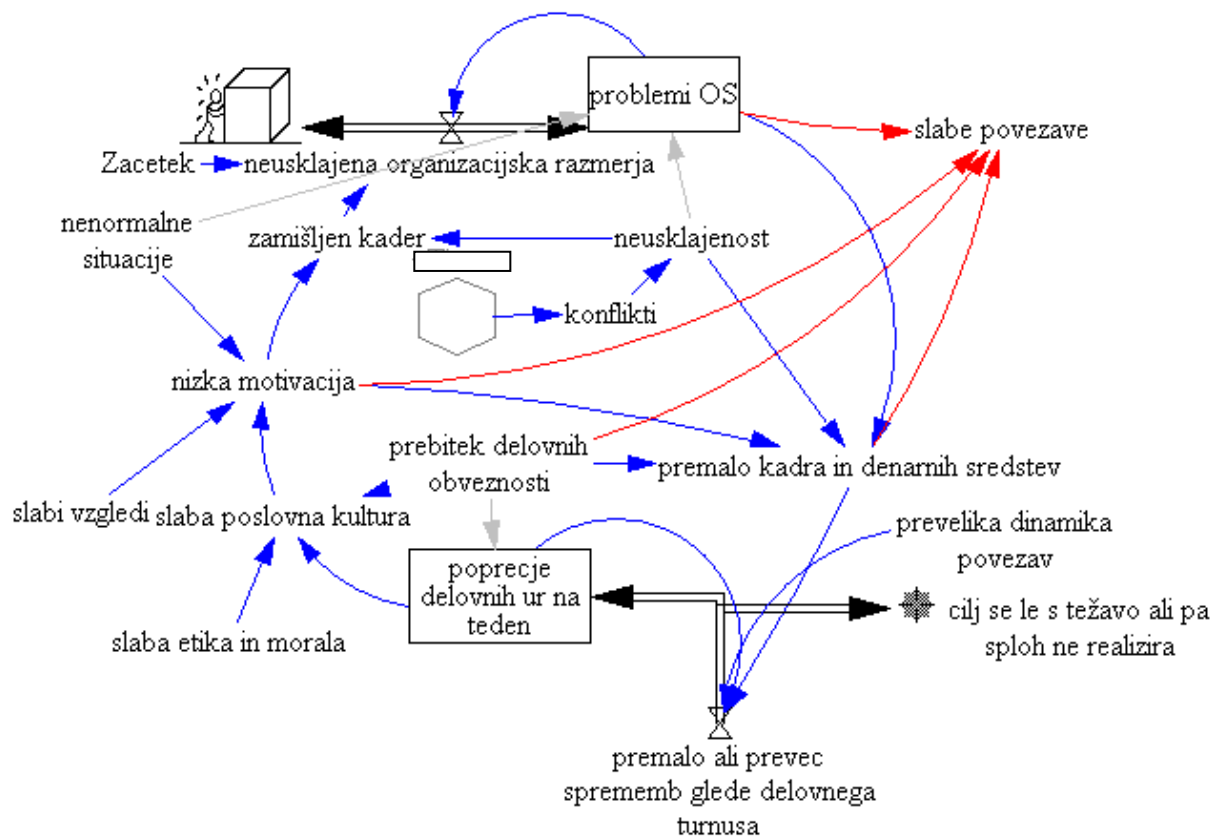 problemi OS
slabe povezave
Zacetek
neusklajena organizacijska razmerja
nenormalne
situacije
zamišljen kader
neusklajenost
konflikti
nizka motivacija
prebitek delovnih
obveznosti
premalo kadra in denarnih sredstev
slabi vzgledi
slaba poslovna kultura
prevelika dinamika
povezav
poprecje
delovnih ur na
teden
cilj se le s težavo ali pa
sploh ne realizira
slaba etika in morala
premalo ali prevec
sprememb glede delovnega
turnusa